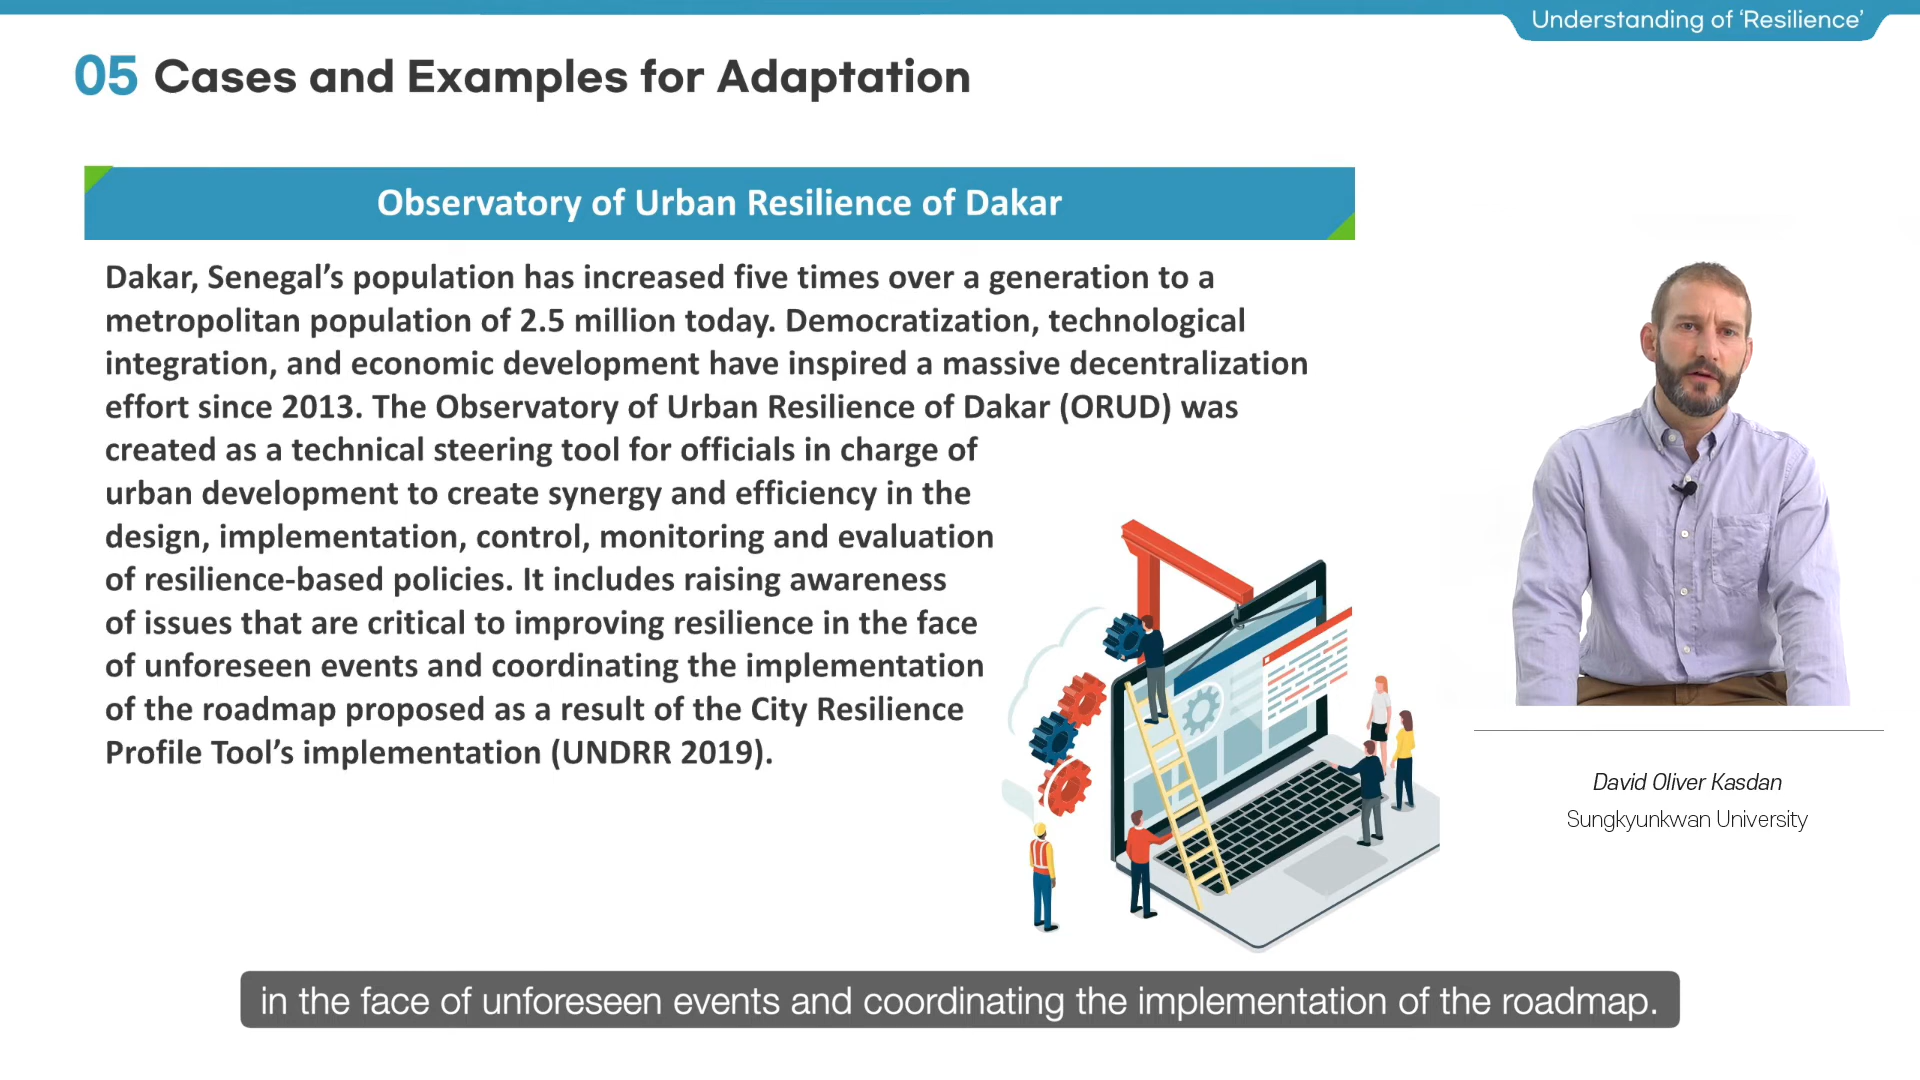 Understanding of ‘Resilience’
05 Cases and Examples for Adaptation
Observatory of Urban Resilience of Dakar
Dakar, Senegal’s population has increased five times over a generation to a
metropolitan population of 2.5 million today. Democratization, technological
integration, and economic development have inspired a massive decentralization
effort since 2013. The Observatory of Urban Resilience of Dakar (ORUD) was
created as a technical steering tool for officials in charge of
urban development to create synergy and efficiency in the
design, implementation, control, monitoring and evaluation
of resilience-based policies. It includes raising awareness
of issues that are critical to improving resilience in the face
of unforeseen events and coordinating the implementation
of the roadmap proposed as a result of the City Resilience
Profile Tool’s implementation (UNDRR 2019).
David Oliver Kasdan
Sungkyunkwan University
in the face of unforeseen events and coordinating the implementation of the roadmap.